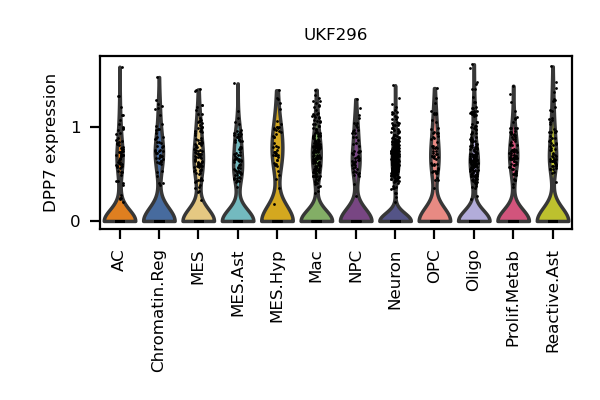 UKF296
DPP7 expression
1
0
AC
Chromatin.Reg
MES
MES.Ast
MES.Hyp
Mac
NPC
Neuron
OPC
Oligo
Prolif.Metab
Reactive.Ast